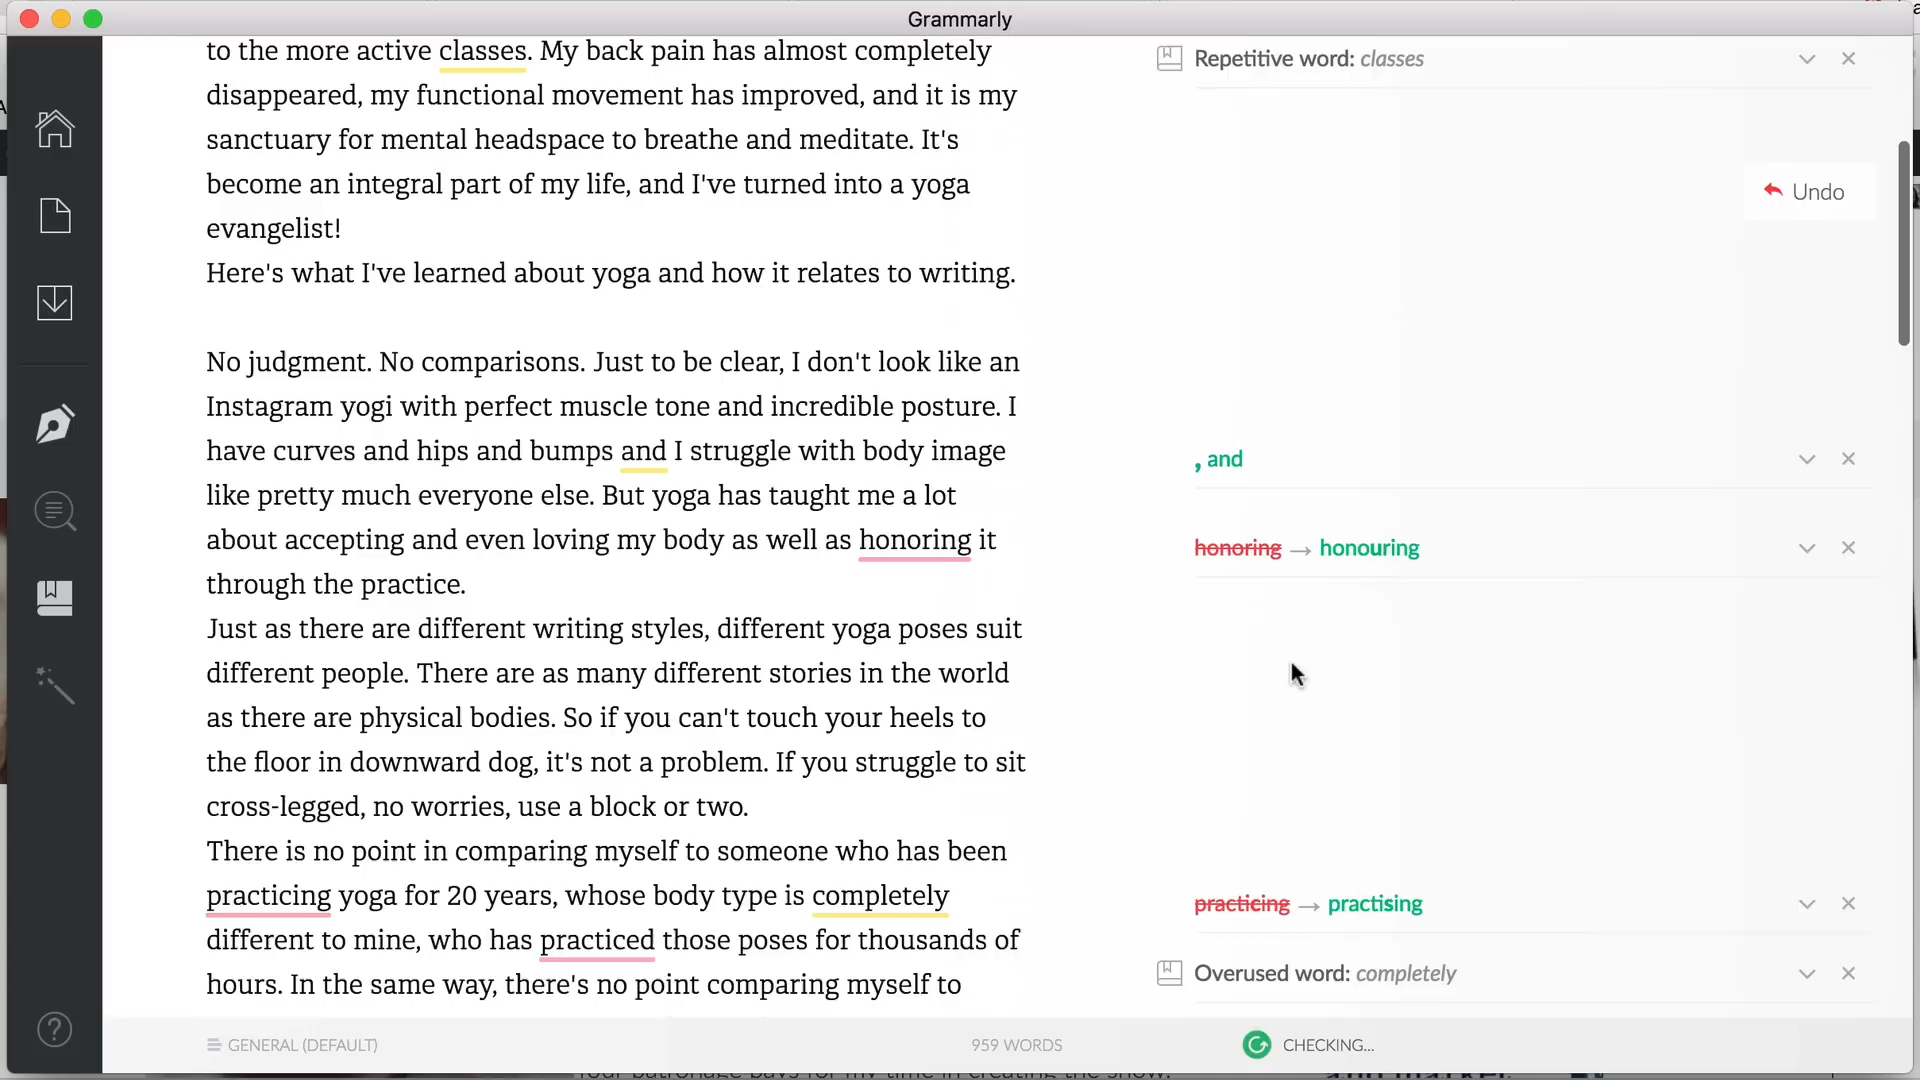 Grammarly
to the more active classes. My back pain has almost completely
disappeared, my functional movement has improved, and it is my
sanctuary for mental headspace to breathe and meditate. It's
become an integral part of my life, and I've turned into a yoga
evangelist!
Here's what I've learned about yoga and how it relates to writing.
No judgment. No comparisons. Just to be clear, I don't look like an
Instagram yogi with perfect muscle tone and incredible posture. I
have curves and hips and bumps and I struggle with body image
like pretty much everyone else. But yoga has taught me a lot
about accepting and even loving my body as well as honoring it
through the practice.
Just as there are different writing styles, different yoga poses suit
different people. There are as many different stories in the world
as there are physical bodies. So if you can't touch your heels to
the floor in downward dog, it's not a problem. If you struggle to sit
cross-legged, no worries, use a block or two.
There is no point in comparing myself to someone who has been
practicing yoga for 20 years, whose body type is completely
different to mine, who has practiced those poses for thousands of
hours. In the same way, there's no point comparing myself to
Repetitive word: classes
Undo
, and
honoring → honouring
practicing → practising
Overused word: completely
GENERAL (DEFAULT)
959 WORDS
CHECKING...